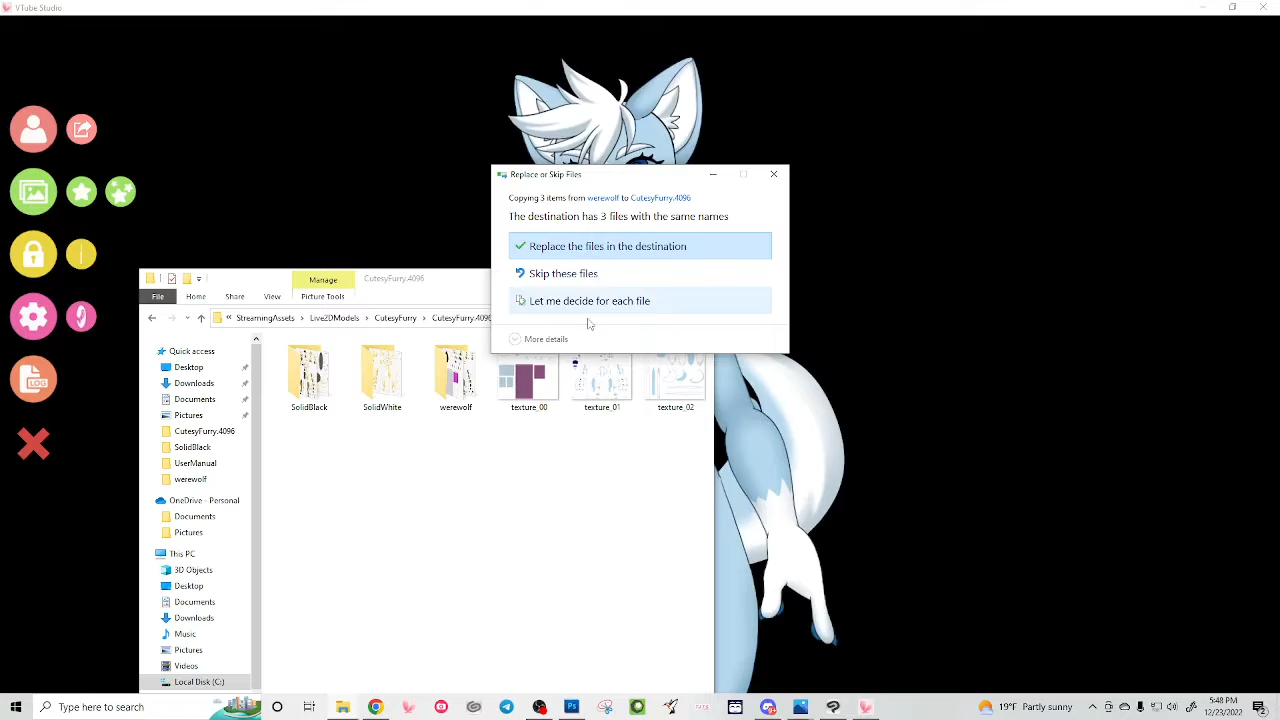 VTube Studio
LOG
Replace or Skip Files
Copying 3 items from werewolf to CutesyFurry.4096
The destination has 3 files with the same names
Replace the files in the destination
Skip these files
Let me decide for each file
More details
Manage
CutesyFurry.4096
File
Home
Share
View
Picture Tools
« StreamingAssets > Live2DModels > CutesyFurry > CutesyFurry.4096
Quick access
Desktop
Downloads
Documents
Pictures
CutesyFurry.4096
SolidBlack
UserManual
werewolf
OneDrive - Personal
Documents
Pictures
This PC
3D Objects
Desktop
Documents
Downloads
Music
Pictures
Videos
Local Disk (C:)
SolidBlack
SolidWhite
werewolf
texture_00
texture_01
texture_02
Type here to search
Ps
19°F Partly sunny
5:48 PM
12/23/2022
2